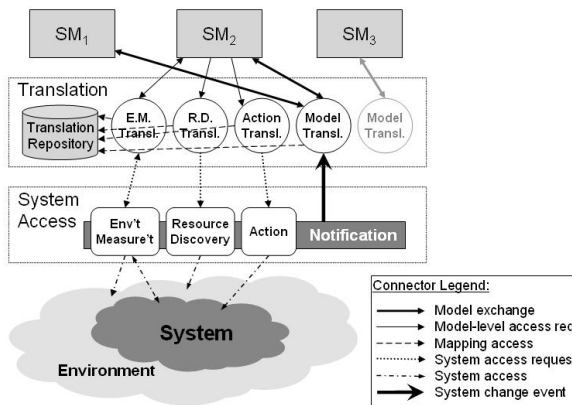 SM1
SM2
SM3
Translation
Translation
Repository
E.M.
Transl.
R.D.
Transl.
Action
Transl.
Model
Transl.
Model
Transl.
System
Access
Env't
Measure't
Resource
Discovery
Action
Notification
System
Environment
Connector Legend:
Model exchange
Model-level access req
Mapping access
System access reques
System access
System change event